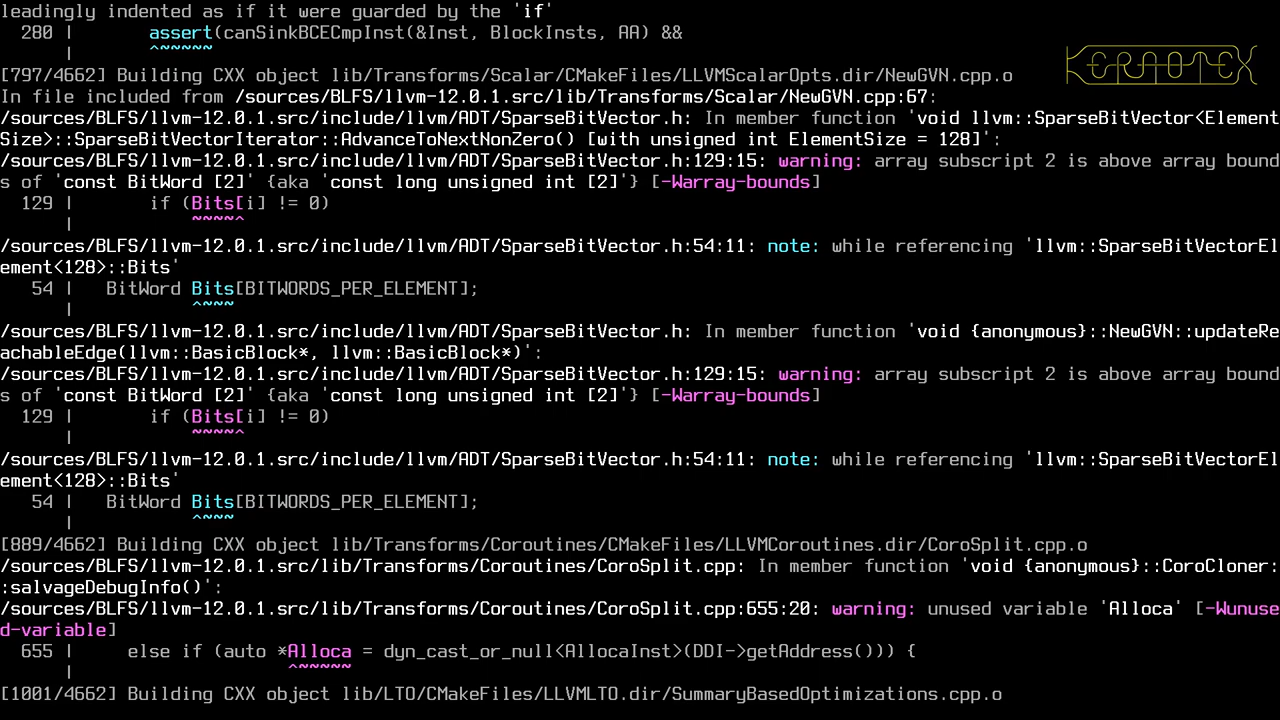 leadingly indented as if it were guarded by the 'if'
  280 |       assert(canSinkBCECmpInst(&Inst, BlockInsts, AA) &&
      |       ^~~~~~
[797/4662] Building CXX object lib/Transforms/Scalar/CMakeFiles/LLVMScalarOpts.dir/NewGVN.cpp.o
KERNOTEX
In file included from /sources/BLFS/llvm-12.0.1.src/lib/Transforms/Scalar/NewGVN.cpp:67:
/sources/BLFS/llvm-12.0.1.src/include/llvm/ADT/SparseBitVector.h: In member function 'void llvm::SparseBitVector<Element
Size>::SparseBitVectorIterator::AdvanceToNextNonZero() [with unsigned int ElementSize = 128]':
/sources/BLFS/llvm-12.0.1.src/include/llvm/ADT/SparseBitVector.h:129:15: warning: array subscript 2 is above array bound
s of 'const BitWord [2]' {aka 'const long unsigned int [2]'} [-Warray-bounds]
  129 |       if (Bits[i] != 0)
      |           ~~~~^
/sources/BLFS/llvm-12.0.1.src/include/llvm/ADT/SparseBitVector.h:54:11: note: while referencing 'llvm::SparseBitVectorEl
ement<128>::Bits'
   54 |   BitWord Bits[BITWORDS_PER_ELEMENT];
      |           ^~~~
/sources/BLFS/llvm-12.0.1.src/include/llvm/ADT/SparseBitVector.h: In member function 'void {anonymous}::NewGVN::updateRe
achableEdge(llvm::BasicBlock*, llvm::BasicBlock*)':
/sources/BLFS/llvm-12.0.1.src/include/llvm/ADT/SparseBitVector.h:129:15: warning: array subscript 2 is above array bound
s of 'const BitWord [2]' {aka 'const long unsigned int [2]'} [-Warray-bounds]
  129 |       if (Bits[i] != 0)
      |           ~~~~^
/sources/BLFS/llvm-12.0.1.src/include/llvm/ADT/SparseBitVector.h:54:11: note: while referencing 'llvm::SparseBitVectorEl
ement<128>::Bits'
   54 |   BitWord Bits[BITWORDS_PER_ELEMENT];
      |           ^~~~
[889/4662] Building CXX object lib/Transforms/Coroutines/CMakeFiles/LLVMCoroutines.dir/CoroSplit.cpp.o
/sources/BLFS/llvm-12.0.1.src/lib/Transforms/Coroutines/CoroSplit.cpp: In member function 'void {anonymous}::CoroCloner:
:salvageDebugInfo()':
/sources/BLFS/llvm-12.0.1.src/lib/Transforms/Coroutines/CoroSplit.cpp:655:20: warning: unused variable 'Alloca' [-Wunuse
d-variable]
  655 |     else if (auto *Alloca = dyn_cast_or_null<AllocaInst>(DDI->getAddress())) {
      |                    ^~~~~~
[1001/4662] Building CXX object lib/LTO/CMakeFiles/LLVMLTO.dir/SummaryBasedOptimizations.cpp.o